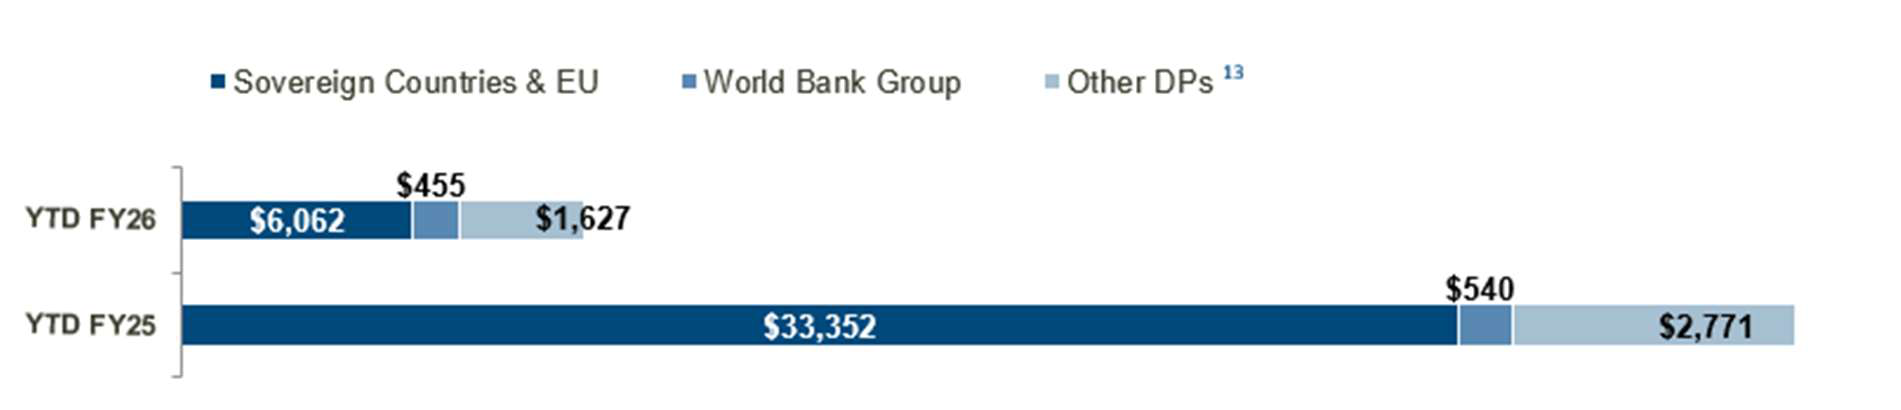 Sovereign Countries & EU World Bank Group Other DPs 13
$455
YTD FY26 $6,062 $1,627
$540
YTD FY25 $33,352 $2,771